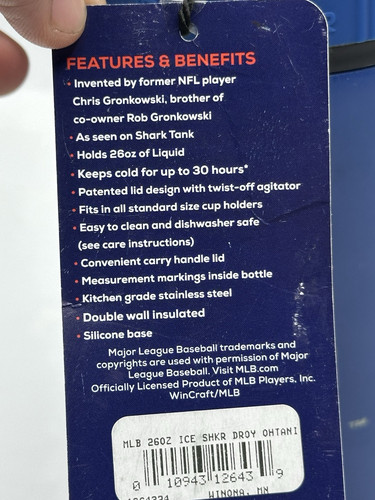 FEATURES & BENEFITS
• Invented by former NFL player
Chris Gronkowski, brother of
co-owner Rob Gronkowski
• As seen on Shark Tank
• Holds 26oz of Liquid
• Keeps cold for up to 30 hours*
• Patented lid design with twist-off agitator
• Fits in all standard size cup holders
• Easy to clean and dishwasher safe
(see care instructions)
• Convenient carry handle lid
• Measurement markings inside bottle
• Kitchen grade stainless steel
• Double wall insulated
• Silicone base
Major League Baseball trademarks and
copyrights are used with permission of Major
League Baseball. Visit MLB.com
Officially Licensed Product of MLB Players, Inc.
WinCraft/MLB
MLB 26OZ ICE SHKR DROY OHTANI
0 10943 12643 9
WINONA, MN